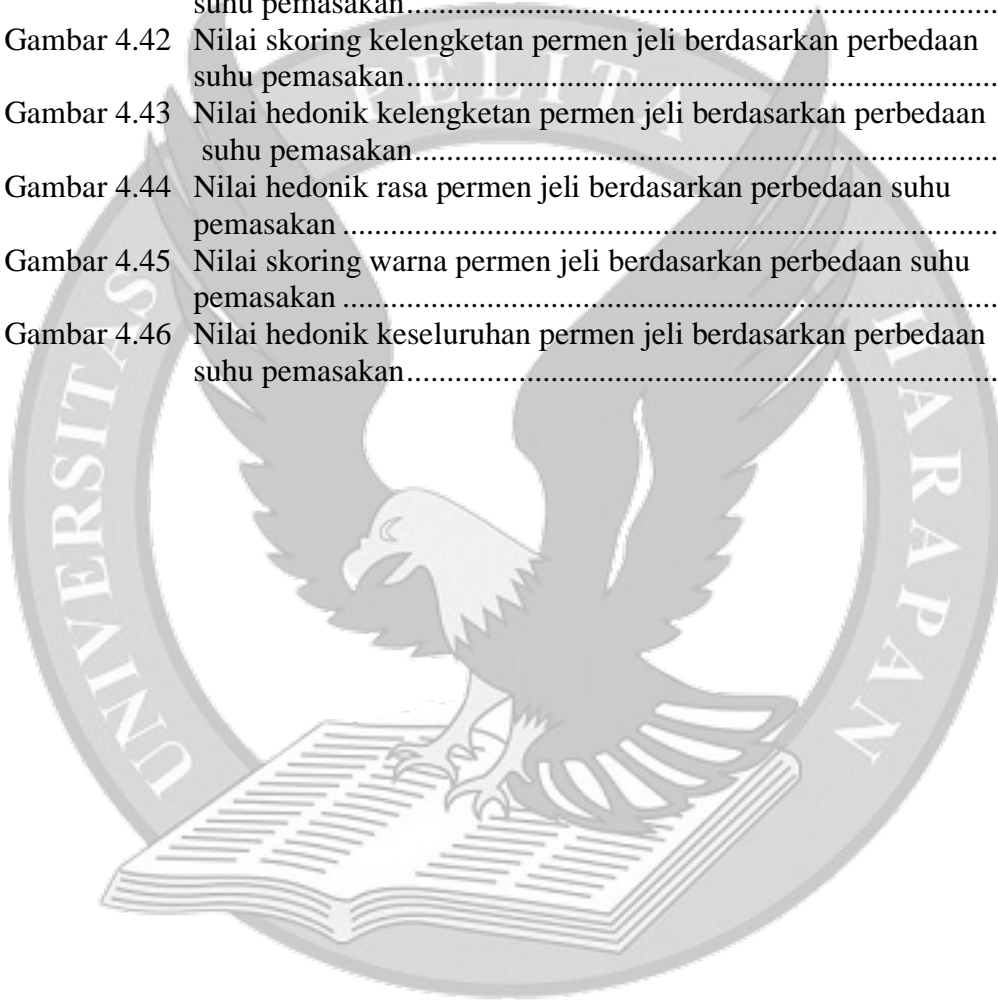 suhu pemasakan..........................................................................
Gambar 4.42 Nilai skoring kelengketan permen jeli berdasarkan perbedaan
suhu pemasakan..........................................................................
Gambar 4.43 Nilai hedonik kelengketan permen jeli berdasarkan perbedaan
suhu pemasakan.........................................................................
Gambar 4.44 Nilai hedonik rasa permen jeli berdasarkan perbedaan suhu
pemasakan ..................................................................................
Gambar 4.45 Nilai skoring warna permen jeli berdasarkan perbedaan suhu
pemasakan ..................................................................................
Gambar 4.46 Nilai hedonik keseluruhan permen jeli berdasarkan perbedaan
suhu pemasakan..........................................................................
UNIVERSITAS PELITA HARAPAN